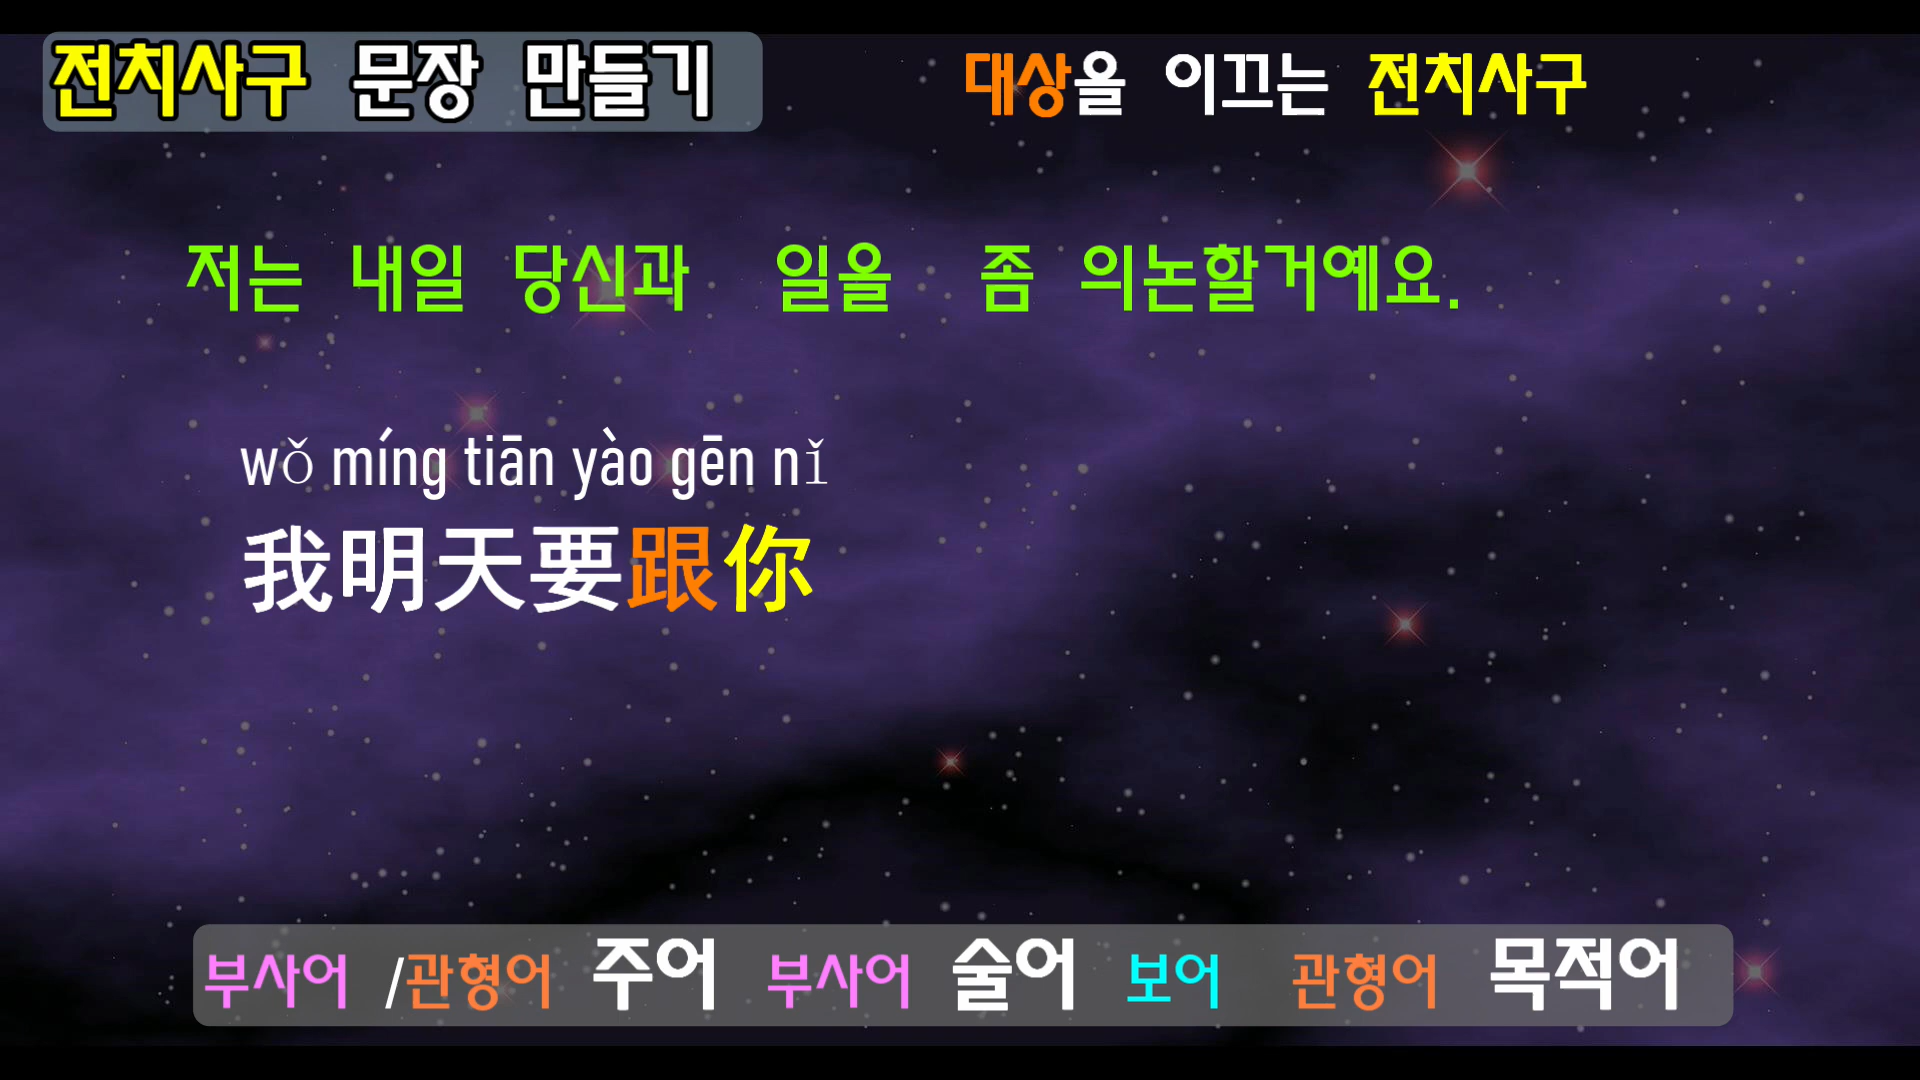 전치사구 문장 만들기
대상을 이끄는 전치사구
저는 내일 당신과 일을 좀 의논할거예요.
wǒ míng tiān yào gēn nǐ
我明天要跟你
부사어 /관형어 주어 부사어 술어 보어 관형어 목적어